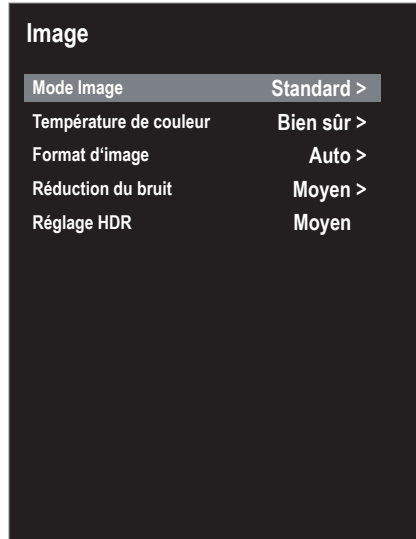 Image
Mode Image Standard >
Température de couleur Bien sûr >
Format d‘image Auto >
Réduction du bruit Moyen >
Réglage HDR Moyen